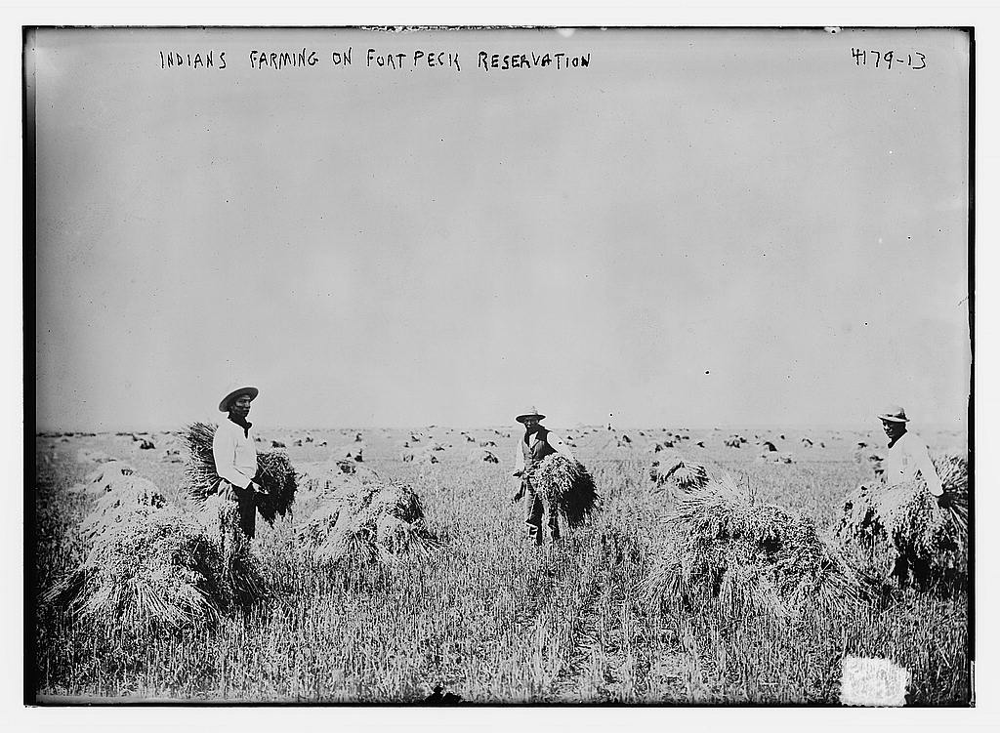 INDIANS FARMING ON FORT PECK RESERVATION
4179-13